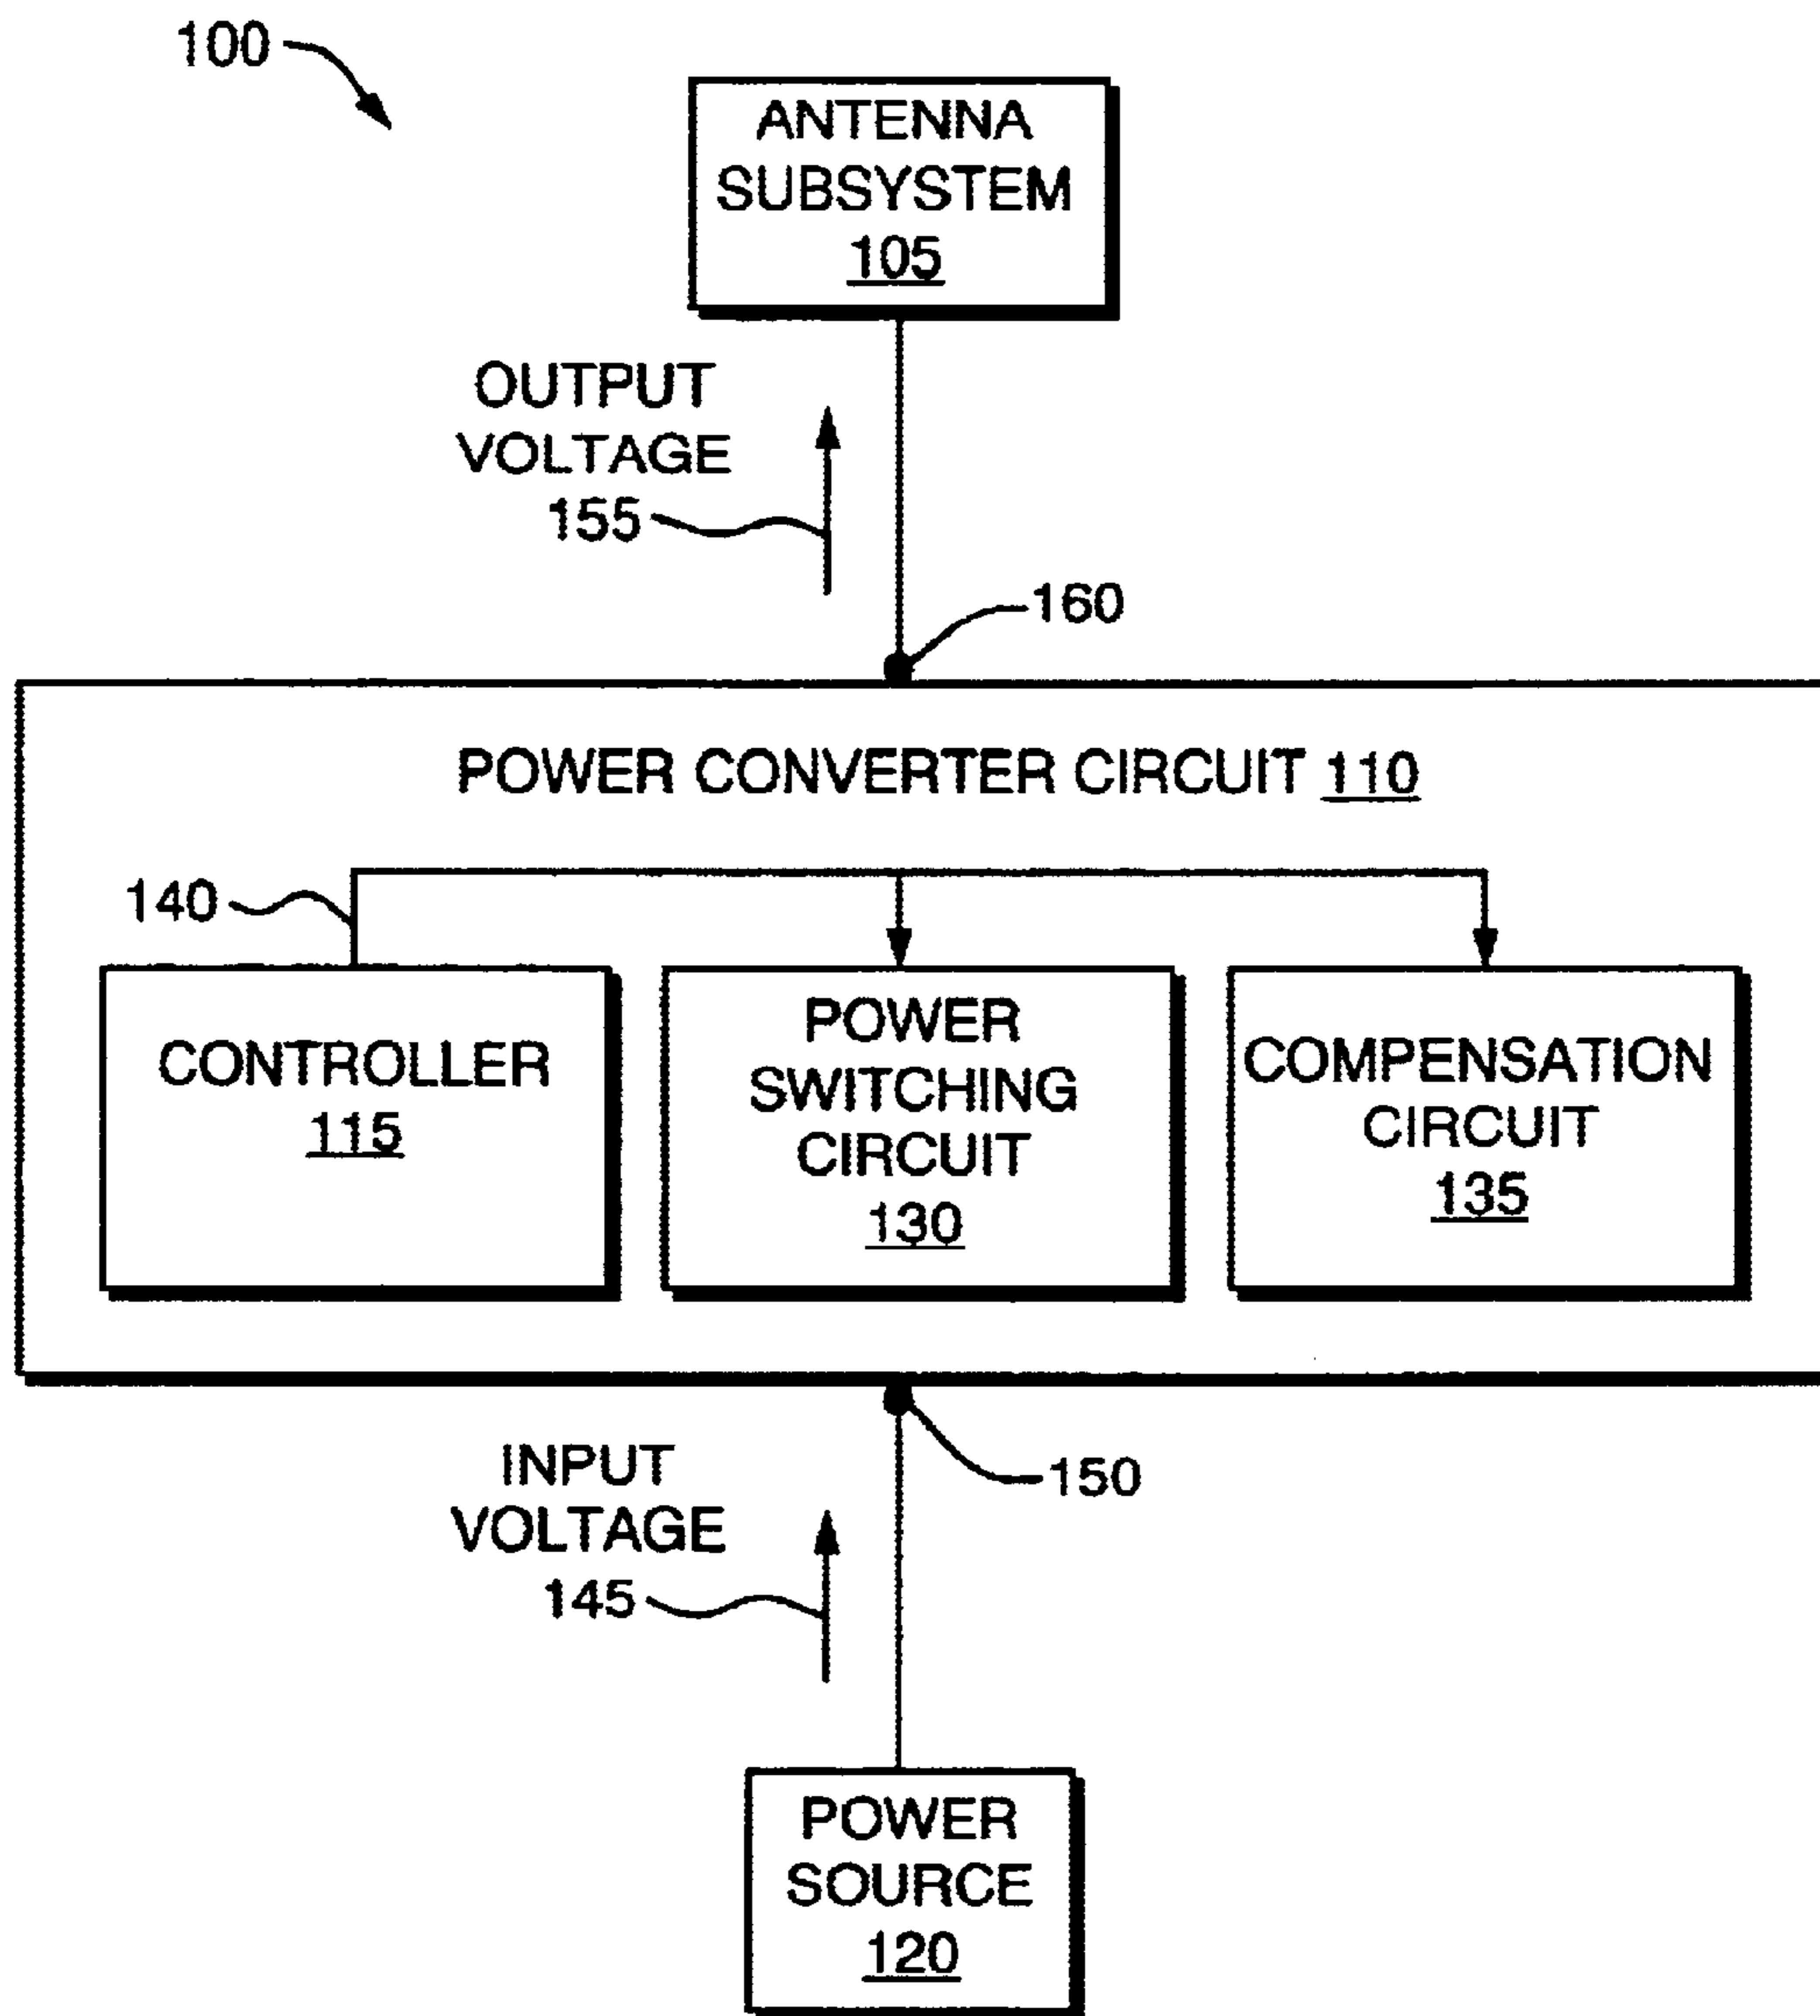 100
ANTENNA
SUBSYSTEM
105
OUTPUT
VOLTAGE
155
160
POWER CONVERTER CIRCUIT 110
140
CONTROLLER
115
POWER
SWITCHING
CIRCUIT
130
COMPENSATION
CIRCUIT
135
150
INPUT
VOLTAGE
145
POWER
SOURCE
120